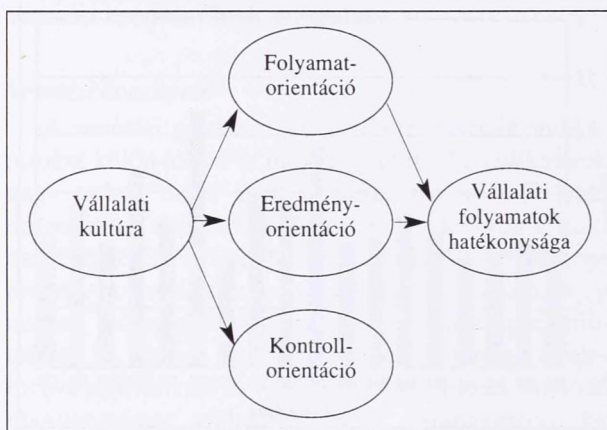 Folyamat-
orientáció
Vállalati
kultúra
Eredmény-
orientáció
Vállalati
folyamatok
hatékonysága
Kontroll-
orientáció